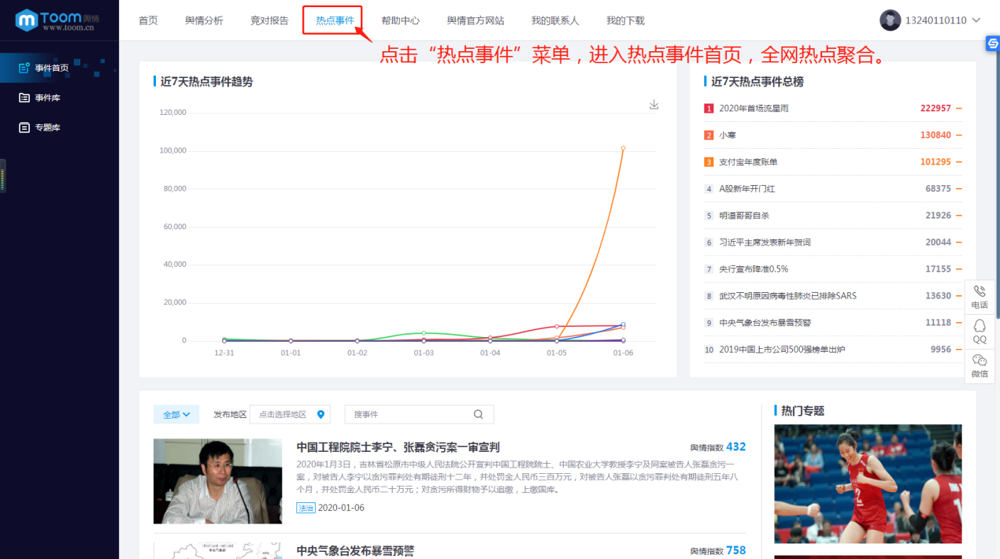 TOOM舆情
www.toom.cn
首页 舆情分析 竞对报告 热点事件 帮助中心 舆情官方网站 我的联系人 我的下载 13240110110
点击“热点事件”菜单，进入热点事件首页，全网热点聚合。
事件首页
事件库
专题库
近7天热点事件趋势
120,000
100,000
80,000
60,000
40,000
20,000
0
12-31 01-01 01-02 01-03 01-04 01-05 01-06
近7天热点事件总榜
1 2020年首场流星雨 222957
2 小寒 130840
3 支付宝年度账单 101295
4 A股新年开门红 68375
5 明道哥哥自杀 21926
6 习近平主席发表新年贺词 20044
7 央行宣布降准0.5% 17155
8 武汉不明原因病毒性肺炎已排除SARS 13630
9 中央气象台发布暴雪预警 11118
10 2019中国上市公司500强榜单出炉 9956
电话
QQ
微信
全部 发布地区 点击选择地区 搜事件
中国工程院院士李宁、张磊贪污案一审宣判 舆情指数 432
2020年1月3日，吉林省松原市中级人民法院公开宣判中国工程院院士、中国农业大学教授李宁及同案被告人张磊贪污一
案，对被告人李宁以贪污罪判处有期徒刑十二年，并处罚金人民币三百万元，对被告人张磊以贪污罪判处有期徒刑五年八
个月，并处罚金人民币二十万元；对贪污所得财物予以追缴，上缴国库。
法治 2020-01-06
中央气象台发布暴雪预警 舆情指数 758
热门专题